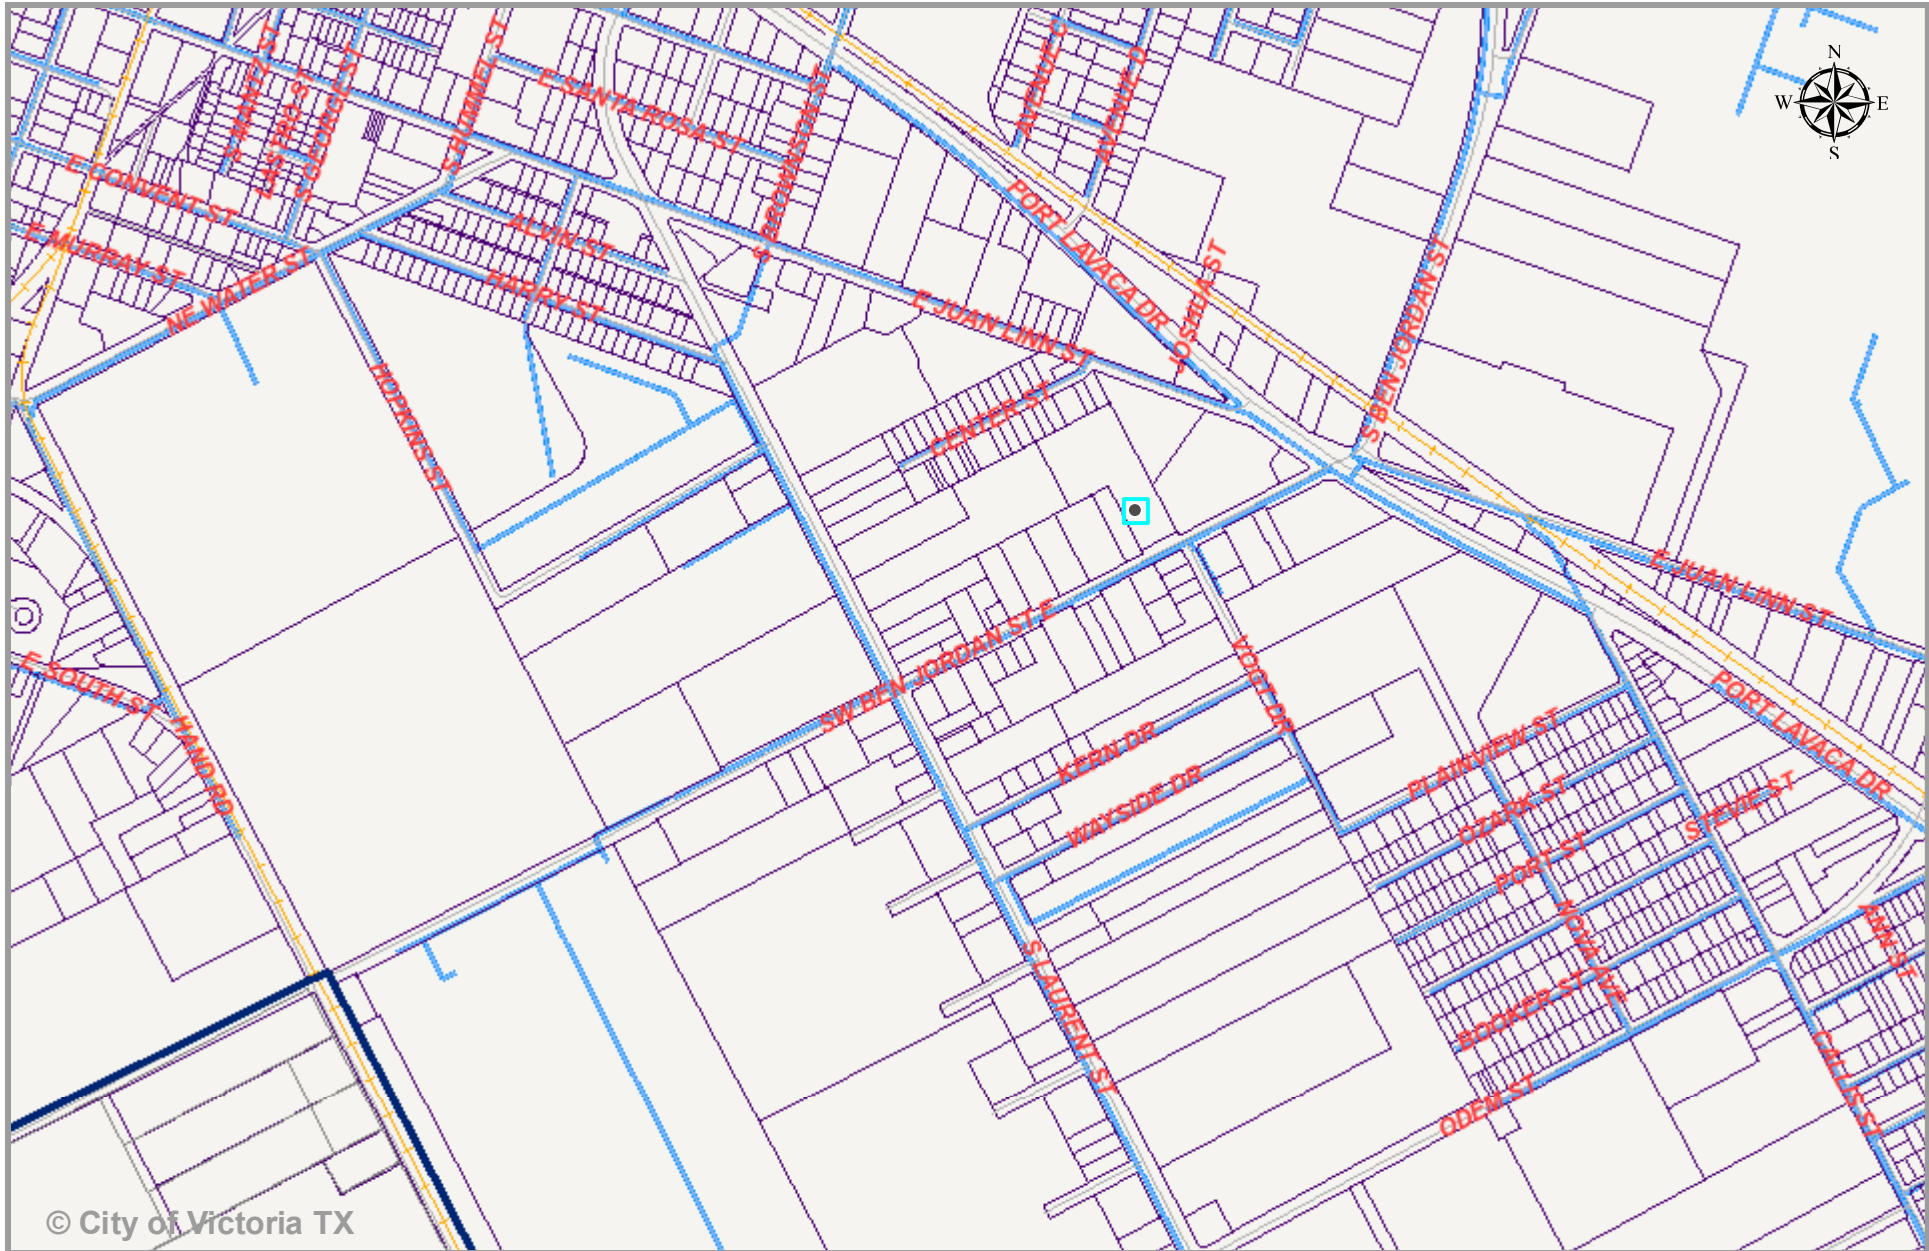 S WANTZ ST
LASTRO ST
S GEORGE ST
S HUMMEL ST
E SANTA ROSA ST
S BROWNSON ST
AVENUE C
AVENUE D
N
W
E
S
E CONVENT ST
E MURRAY ST
NE WATER ST
ALVIN ST
HARRY ST
PORT LAVACA DR
JOSHUA ST
E JUAN LINN ST
S BEN JORDAN ST
HOPKINS ST
CENTER ST
E JUAN LINN ST
SW BEN JORDAN ST E
VOGT DR
E SOUTH ST
HAND RD
KERN DR
WAYSIDE DR
PLAINVIEW ST
OZARK ST
PORT ST
PORT LAVACA DR
STEVIE ST
NOVA AVE
ANN ST
S LAURENT ST
BOOKER ST
CALLIS ST
ODEM ST
© City of Victoria TX